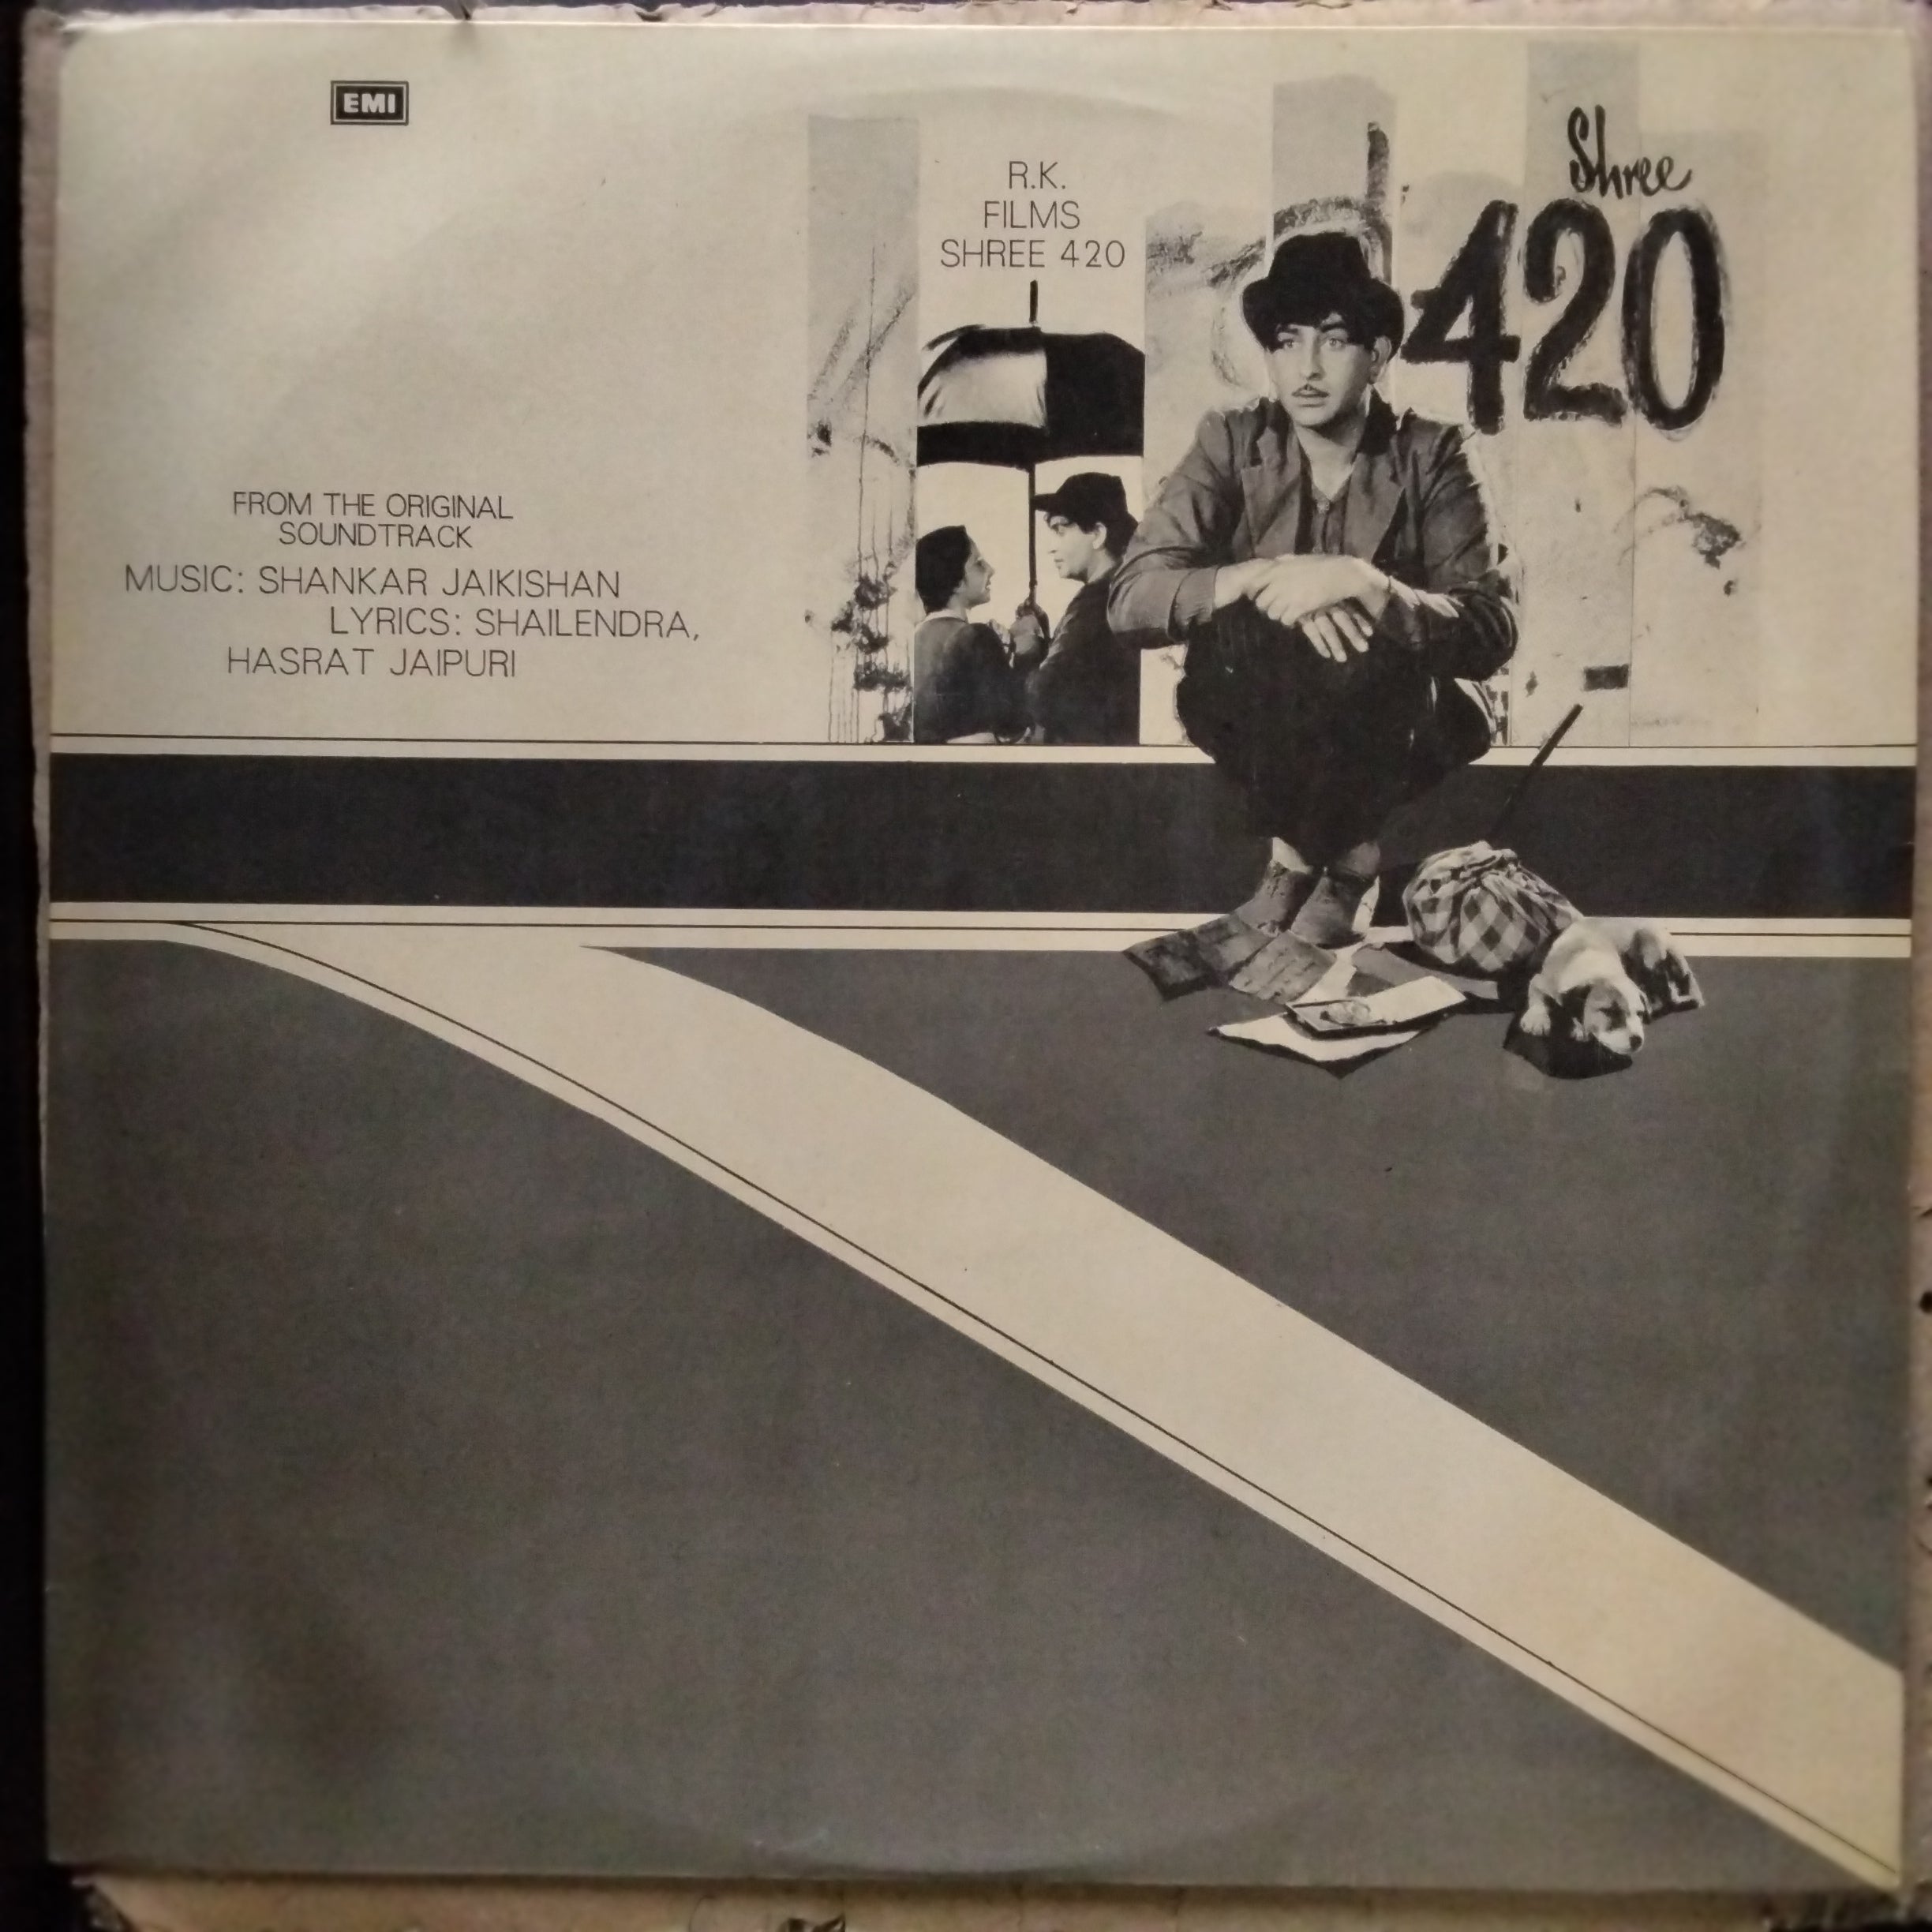 EMI
R.K.
FILMS
SHREE 420
Shree
420
FROM THE ORIGINAL
SOUNDTRACK
MUSIC: SHANKAR JAIKISHAN
LYRICS: SHAILENDRA,
HASRAT JAIPURI